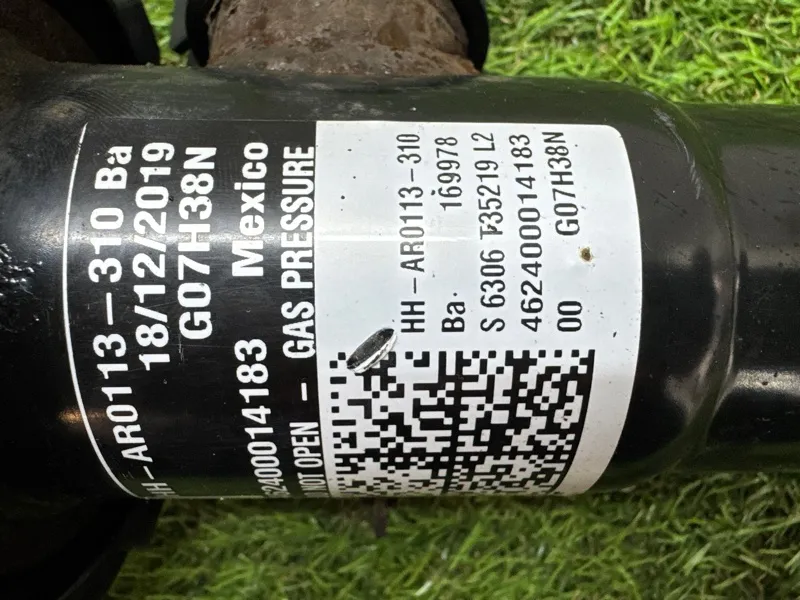 HH-AR0113-310 Ba
18/12/2019
G07H38N
62400014183 Mexico
NOT OPEN - GAS PRESSURE
HH-AR0113-310
Ba 169978
S 6306 T35219 L2
462400014183
00 G07H38N